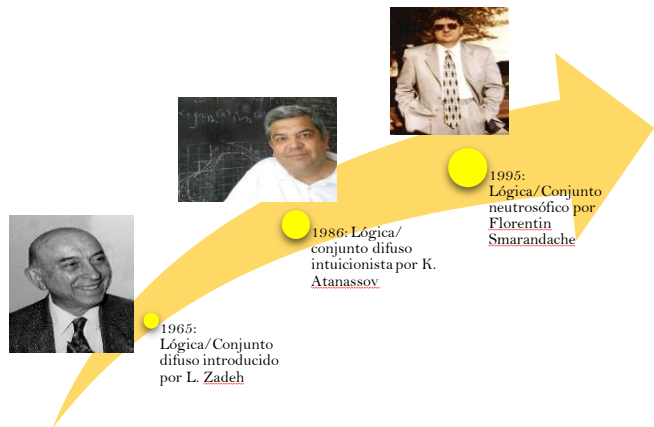 1995:
Lógica/Conjunto
neutrosófico por
Florentin
Smarandache
1986: Lógica/
conjunto difuso
intuicionista por K.
Atanassov
1965:
Lógica/Conjunto
difuso introducido
por L. Zadeh